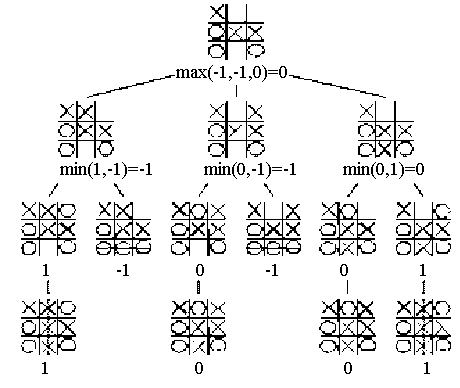 max(-1,-1,0)=0
min(1,-1)=-1 min(0,-1)=-1 min(0,1)=0
1 -1 0 -1 0 1
1 0 0 1